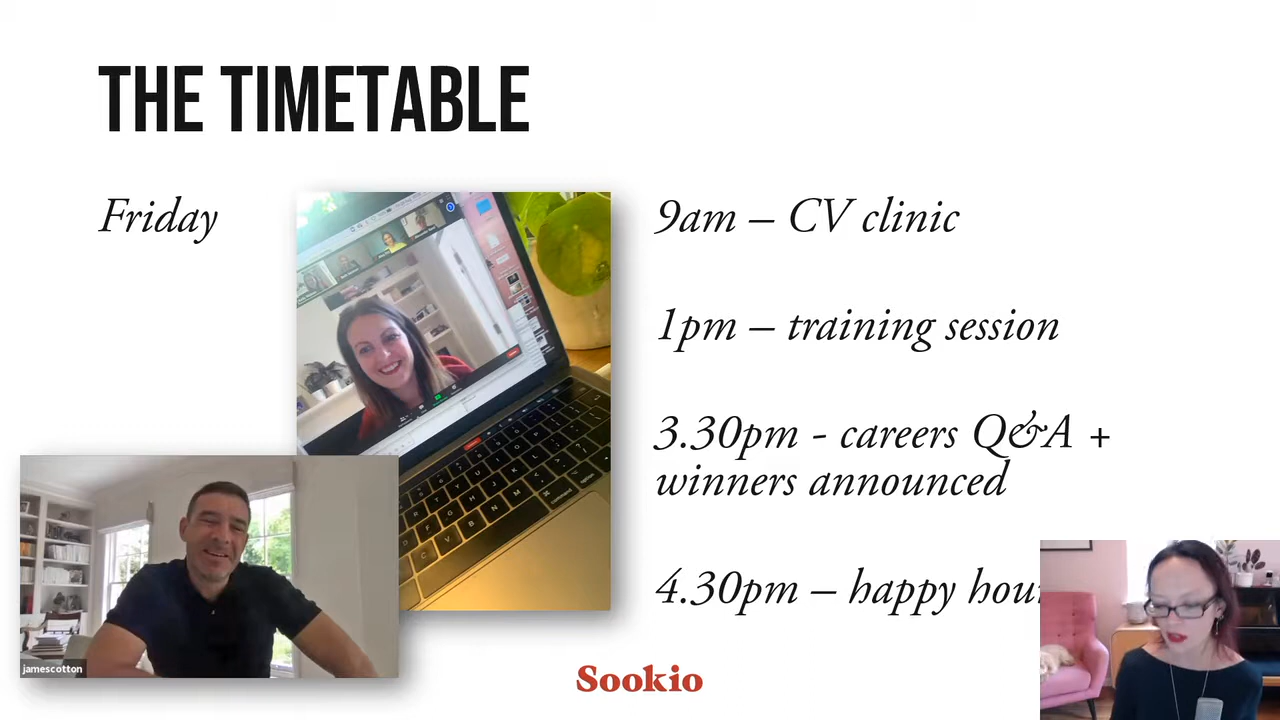 THE TIMETABLE
Friday
9am – CV clinic
1pm – training session
3.30pm - careers Q&A +
winners announced
4.30pm – happy hour
jamescotton
Sookio